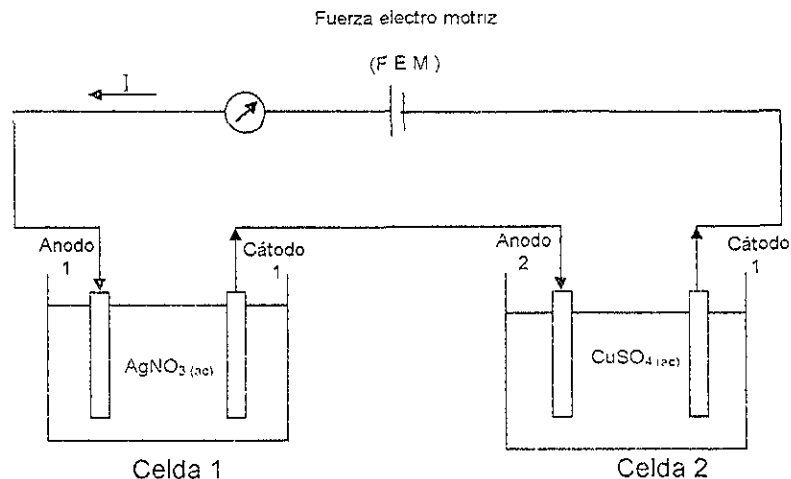 Fuerza electro motriz
(F E M)
I
Anodo
1
Cátodo
1
Anodo
2
Cátodo
1
AgNO₃ (ac)
CuSO₄ (ac)
Celda 1
Celda 2